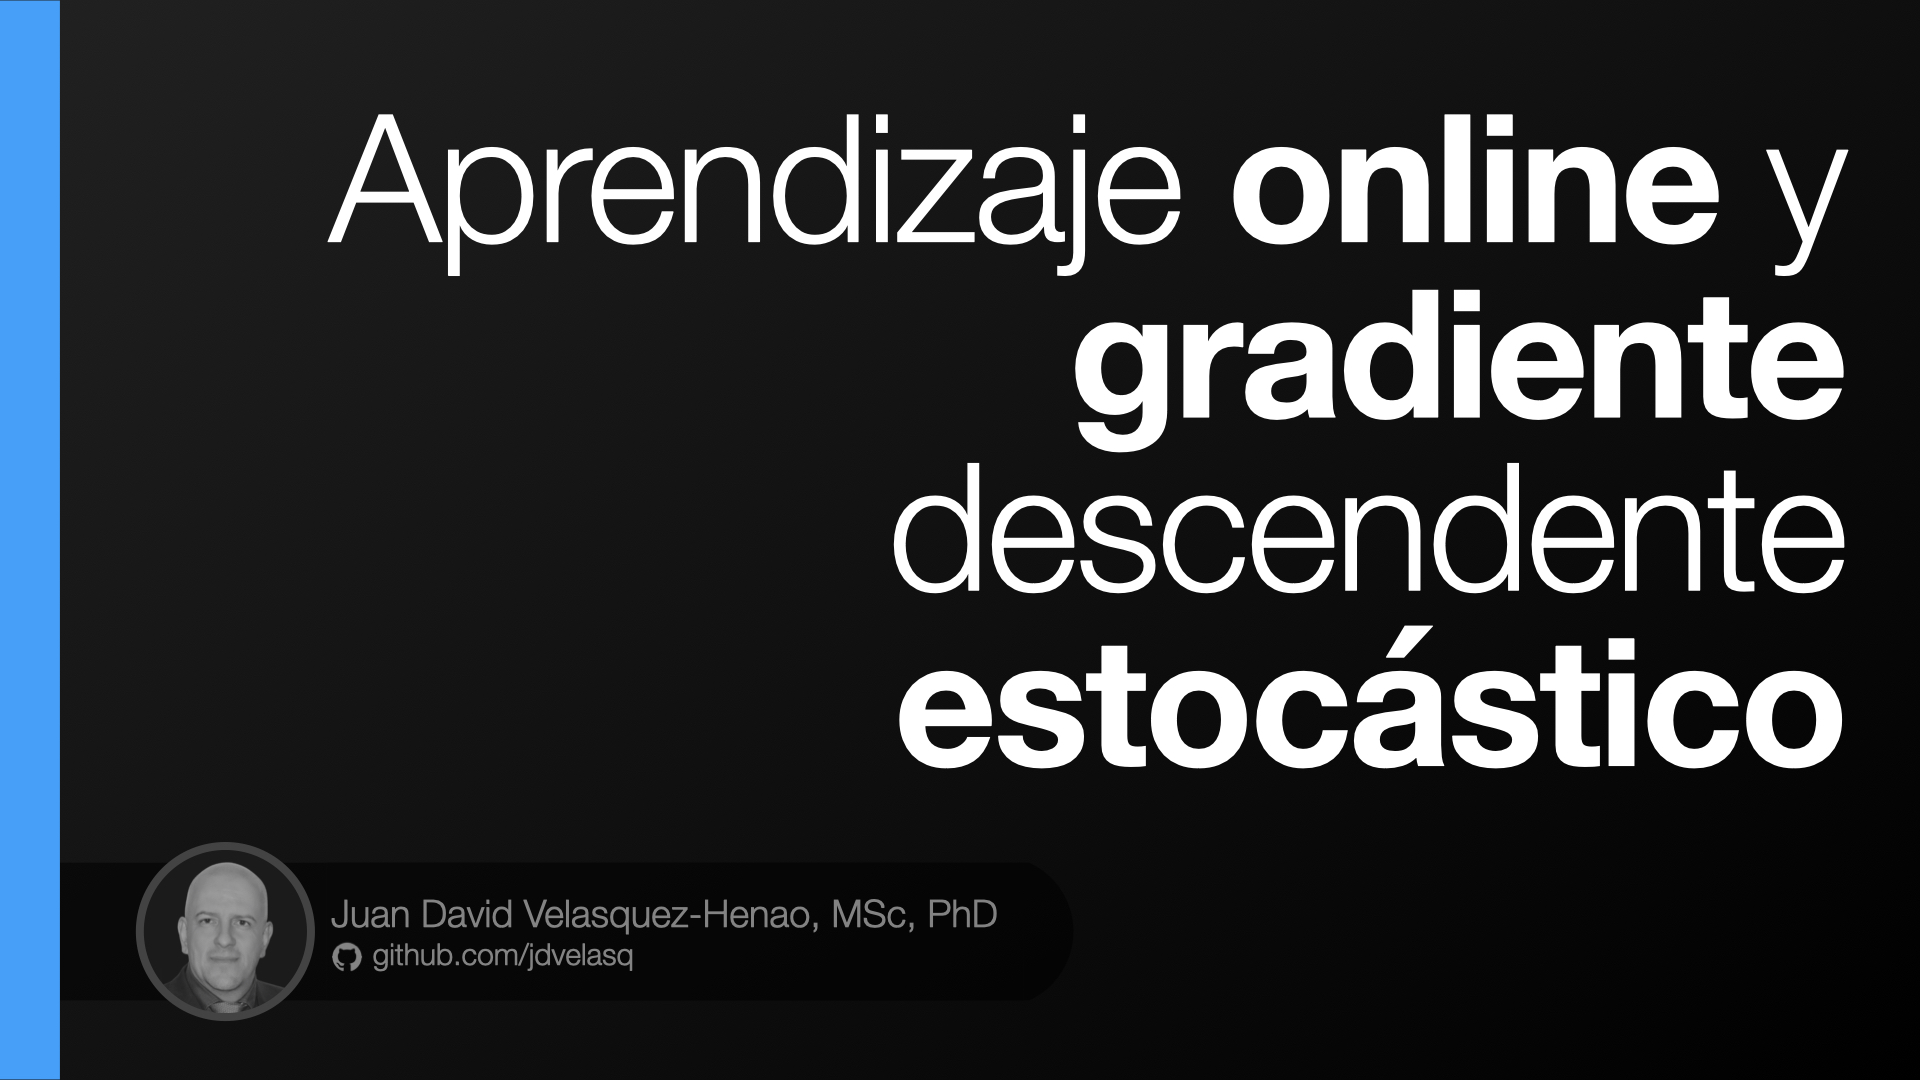 Aprendizaje online y
gradiente
descendente
estocástico
Juan David Velasquez-Henao, MSc, PhD
github.com/jdvelasq